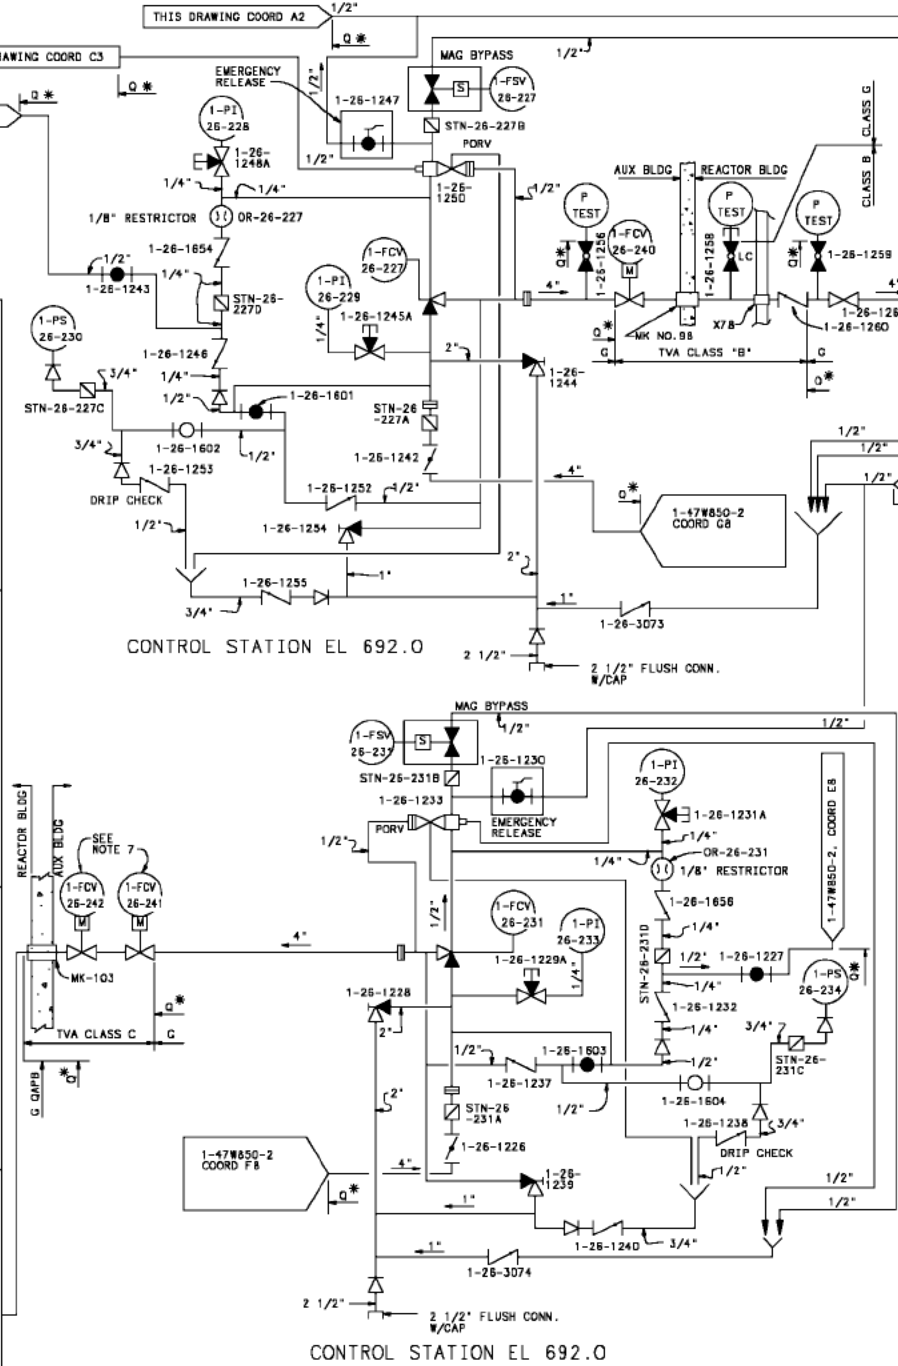 THIS DRAWING COORD A2
1/2"
Q *
AWING COORD C3
Q *
Q *
EMERGENCY
RELEASE
1-26-1247
1/2"
MAG BYPASS
1-FSV
26-227
S
1/2"
STN-26-227B
PORV
1-PI
26-228
1-26-
1248A
1/4"
1/4"
1/2"
1-26-
1250
1/2"
1/8" RESTRICTOR
OR-26-227
1-26-1654
1/2"
1-26-1243
1/4"
STN-26-
227D
1-PS
26-230
1-26-1246
1/4"
1/2"
3/4"
STN-26-227C
1-26-1601
1-26-1602
1/2"
3/4"
1-26-1253
DRIP CHECK
1/2"
1-PI
26-229
1/4"
1-26-1245A
1-FCV
26-227
2"
1-26-
1244
STN-26
-227A
1-26-1242
1-26-1252
1/2"
1-26-1254
1"
1-26-1255
3/4"
4"
2"
1"
1-26-3073
2 1/2"
2 1/2" FLUSH CONN.
W/CAP
Q *
1-47W850-2
COORD G8
CONTROL STATION EL 692.0
AUX BLDG
REACTOR BLDG
CLASS G
CLASS B
P
TEST
P
TEST
P
TEST
4"
Q *
1-26-1256
1-FCV
26-240
M
1-26-1258
LC
Q *
1-26-1259
4"
MK NO.98
X78
1-26-1260
1-26-126
Q *
G
TVA CLASS "B"
G
Q *
1/2"
1/2"
1/2"
MAG BYPASS
1-FSV
26-231
S
1/2"
1/2"
STN-26-231B
1-26-1230
1-26-1233
PORV
EMERGENCY
RELEASE
1/2"
1-PI
26-232
1-26-1231A
1/4"
1/4"
OR-26-231
1/8" RESTRICTOR
1-26-1656
1/4"
STN-26-231D
1/2"
1-26-1227
1/4"
1-26-1232
1/4"
1/2"
1-47W850-2, COORD E8
Q *
1-PS
26-234
3/4"
STN-26-
231C
REACTOR BLDG
AUX BLDG
SEE
NOTE 7
1-FCV
26-242
M
1-FCV
26-241
M
4"
MK-103
Q *
TVA CLASS C
G
G QAPB
Q *
1/2"
1-FCV
26-231
1-PI
26-233
1-26-1229A
1/4"
1-26-1228
2"
1/2"
1-26-1603
1-26-1237
1/2"
1-26-1604
2"
STN-26
-231A
1-26-1226
1-26-1238
3/4"
DRIP CHECK
1/2"
1-47W850-2
COORD F8
4"
Q *
1-26-
1239
1"
1-26-1240
3/4"
1"
1-26-3074
1/2"
1/2"
2 1/2"
2 1/2" FLUSH CONN.
W/CAP
CONTROL STATION EL 692.0